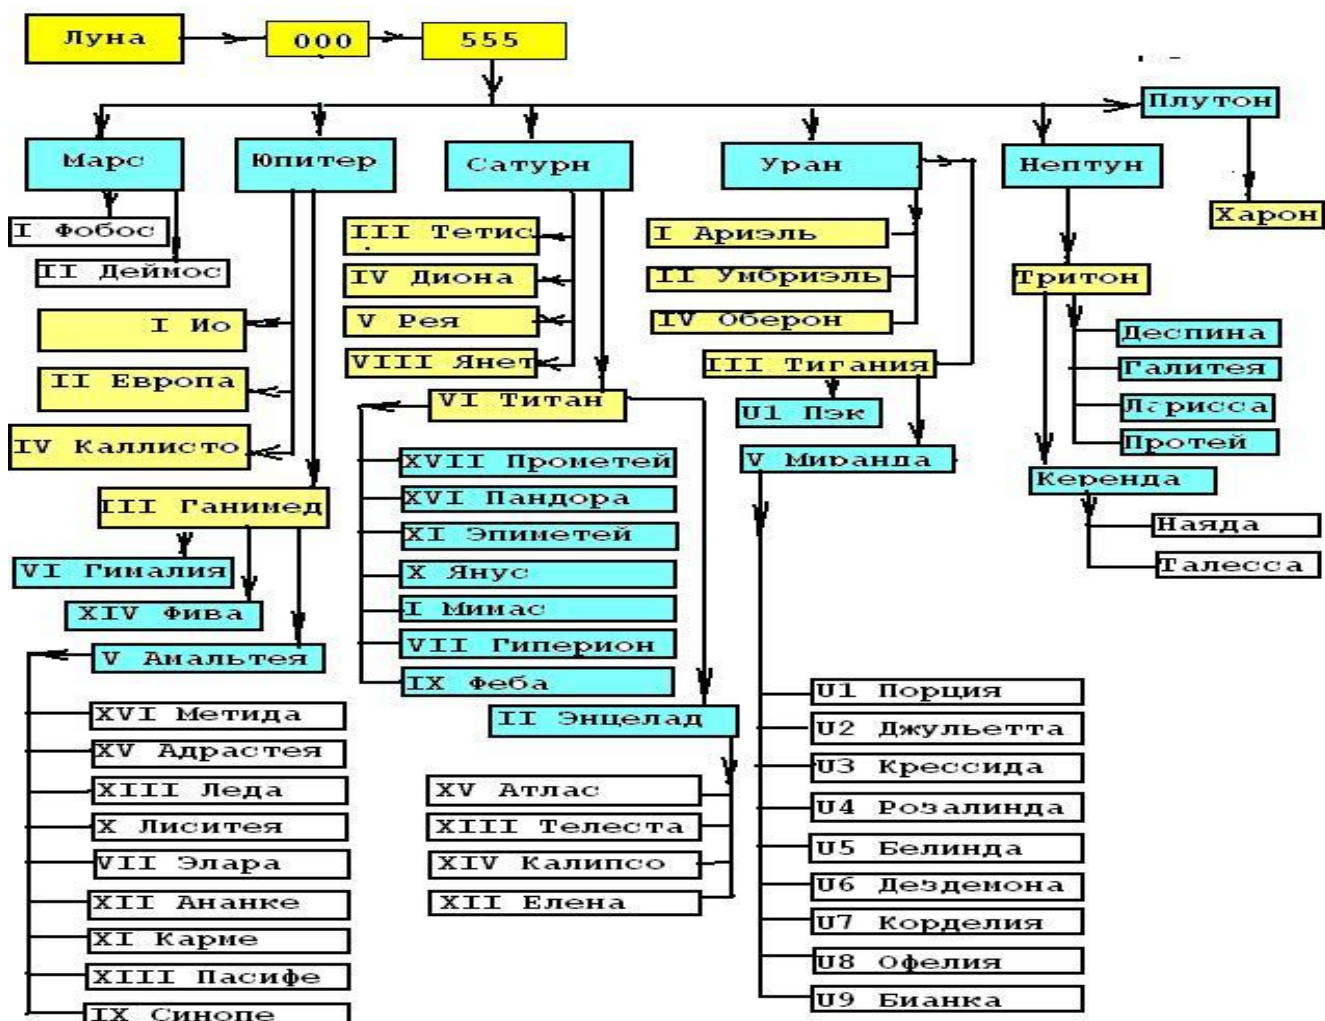 Луна
000
555
Плутон
Марс
Юпитер
Сатурн
Уран
Нептун
Харон
I Фобос
II Деймос
I Ио
II Европа
IV Каллисто
III Ганимед
VI Гималия
XIV Фива
V Амальтея
XVI Метида
XV Адрастея
XIII Леда
X Лиситея
VII Элара
XII Ананке
XI Карме
XIII Пасифе
IX Синопе
III Тетис
IV Диона
V Рея
VIII Янет
VI Титан
XVII Прометей
XVI Пандора
XI Эпиметей
X Янус
I Мимас
VII Гиперион
IX Феба
II Энцелад
XV Атлас
XIII Телеста
XIV Калипсо
XII Елена
I Ариэль
II Умбриэль
IV Оберон
III Тигания
U1 Пэк
V Миранда
U1 Порция
U2 Джульетта
U3 Крессида
U4 Розалинда
U5 Белинда
U6 Дездемона
U7 Корделия
U8 Офелия
U9 Бианка
Тритон
Деспина
Галитея
Ларисса
Протей
Керенда
Наяда
Талесса